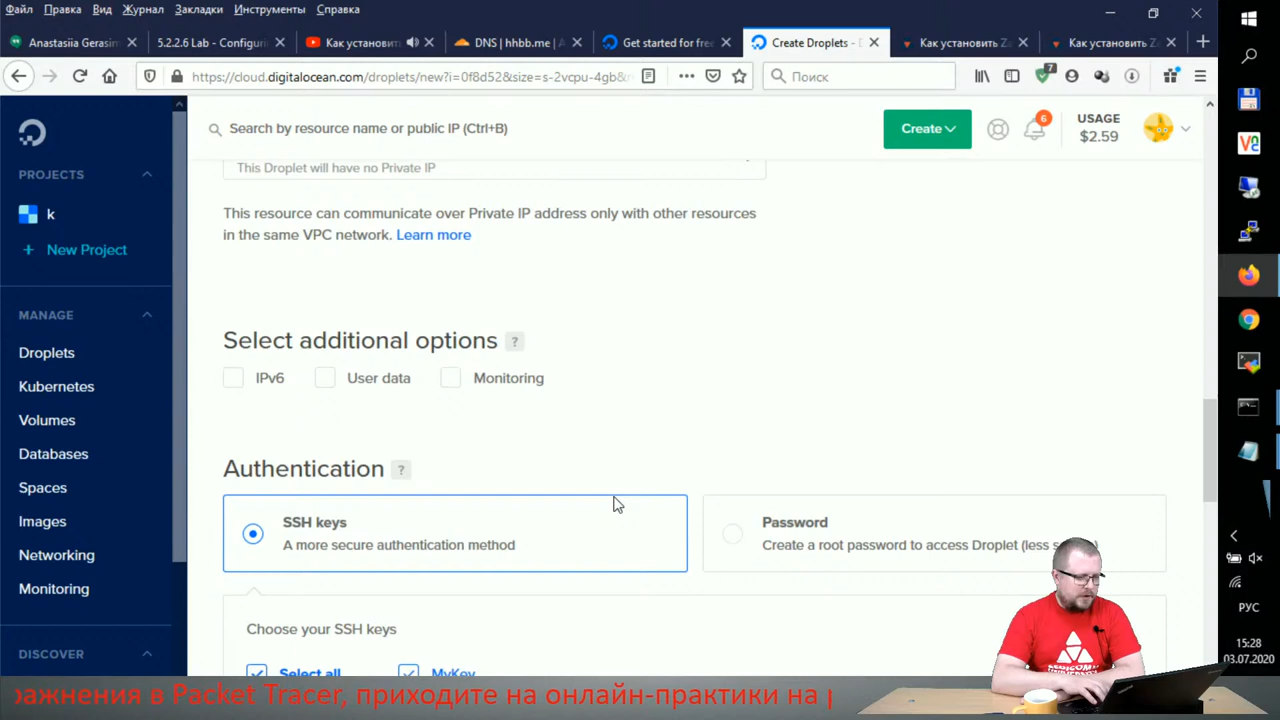 Файл Правка Вид Журнал Закладки Инструменты Справка
Anastasiia Gerasim
5.2.2.6 Lab - Configuri
Как установит
DNS | hhbb.me |
Get started for free
Create Droplets -
Как установить Za
Как установить Z
https://cloud.digitalocean.com/droplets/new?i=0f8d52&size=s-2vcpu-4gb&
Поиск
7
PROJECTS
k
+ New Project
MANAGE
Droplets
Kubernetes
Volumes
Databases
Spaces
Images
Networking
Monitoring
DISCOVER
Search by resource name or public IP (Ctrl+B)
Create
6
USAGE
$2.59
This Droplet will have no Private IP
This resource can communicate over Private IP address only with other resources
in the same VPC network. Learn more
Select additional options ?
IPv6 User data Monitoring
Authentication ?
SSH keys
A more secure authentication method
Password
Create a root password to access Droplet (less
Choose your SSH keys
Select all MyKey
РУС
15:28
03.07.2020
ражнения в Packet Tracer, приходите на онлайн-практики на